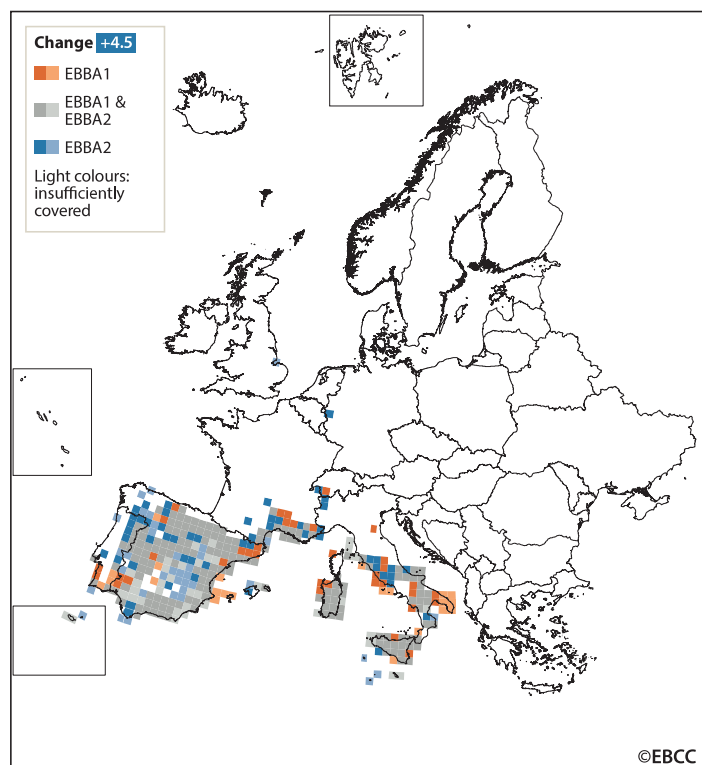 Change +4.5
EBBA1
EBBA1 &
EBBA2
EBBA2
Light colours:
insufficiently
covered
©EBCC